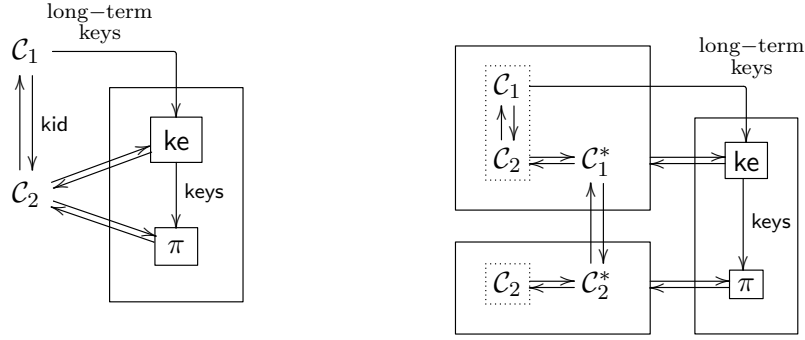 long−term
keys
C₁
kid
ke
C₂
keys
π
long−term
keys
C₁
C₂
C₁*
ke
keys
C₂
C₂*
π